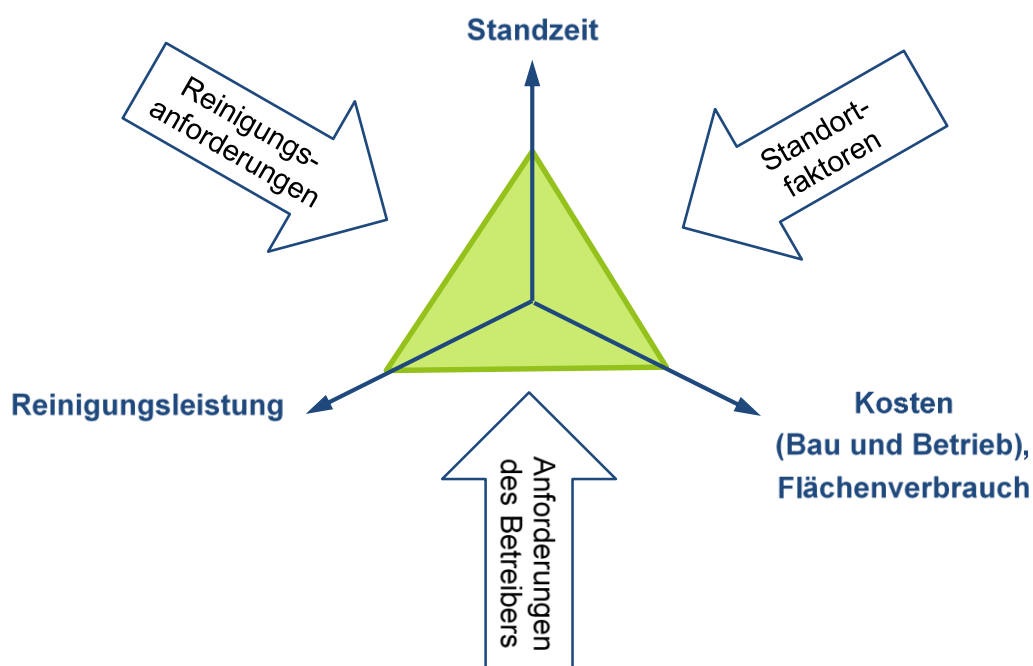 Standzeit
Reinigungs-
anforderungen
Standort-
faktoren
Reinigungsleistung
Kosten
(Bau und Betrieb),
Flächenverbrauch
Anforderungen
des Betreibers